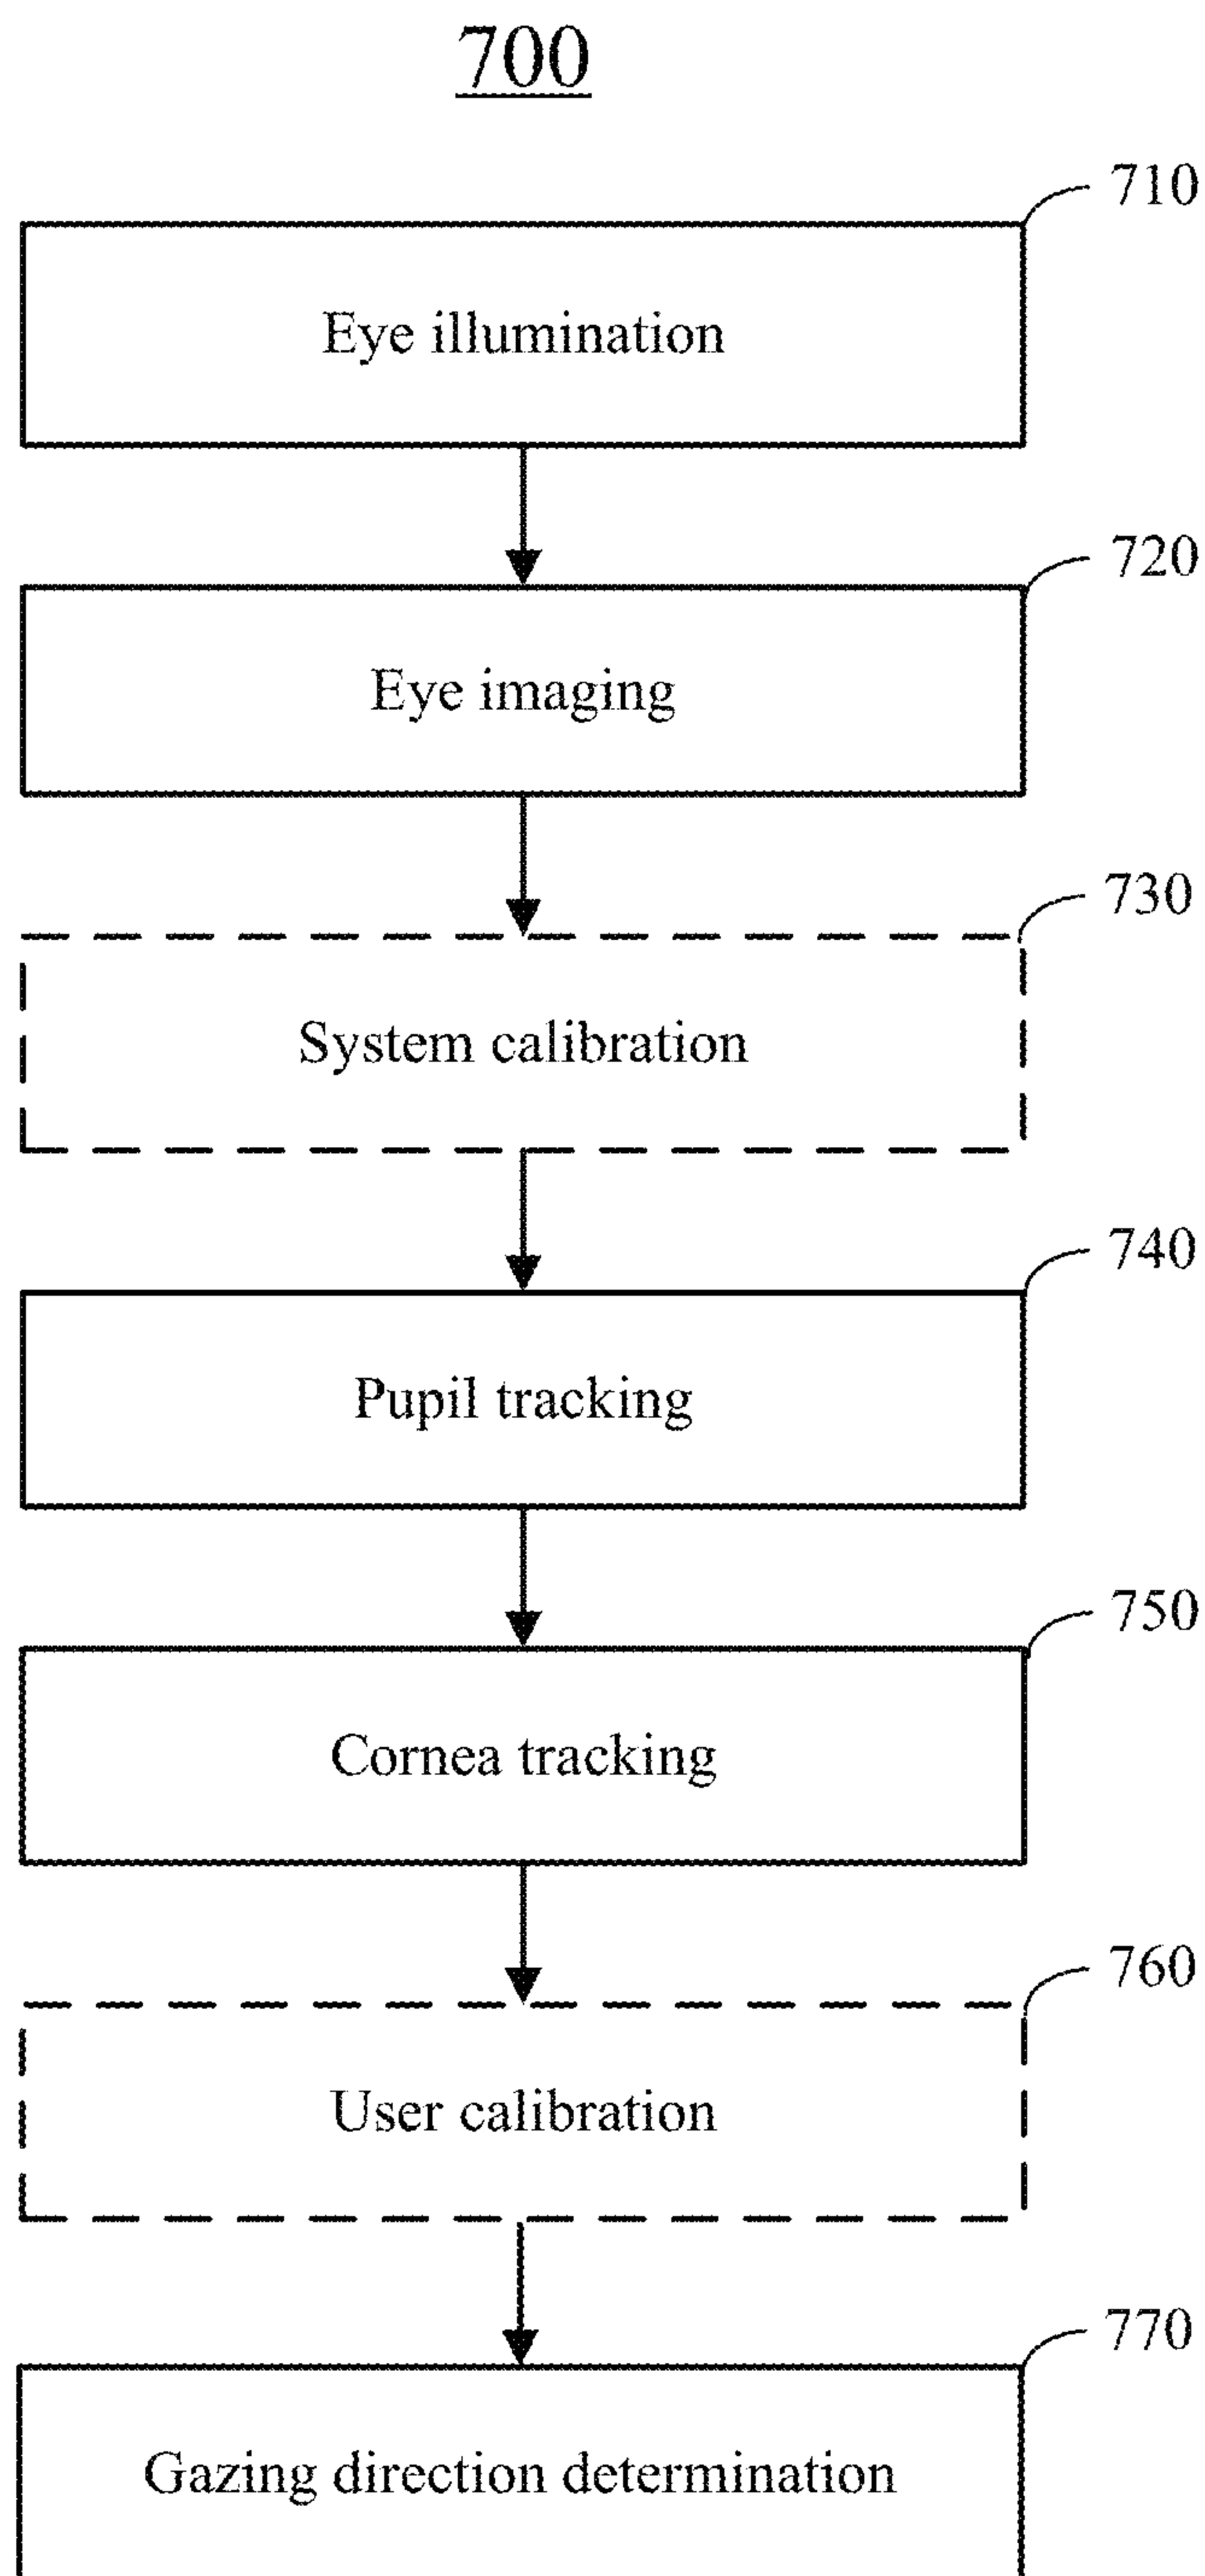 700
710
Eye illumination
720
Eye imaging
730
System calibration
740
Pupil tracking
750
Cornea tracking
760
User calibration
770
Gazing direction determination